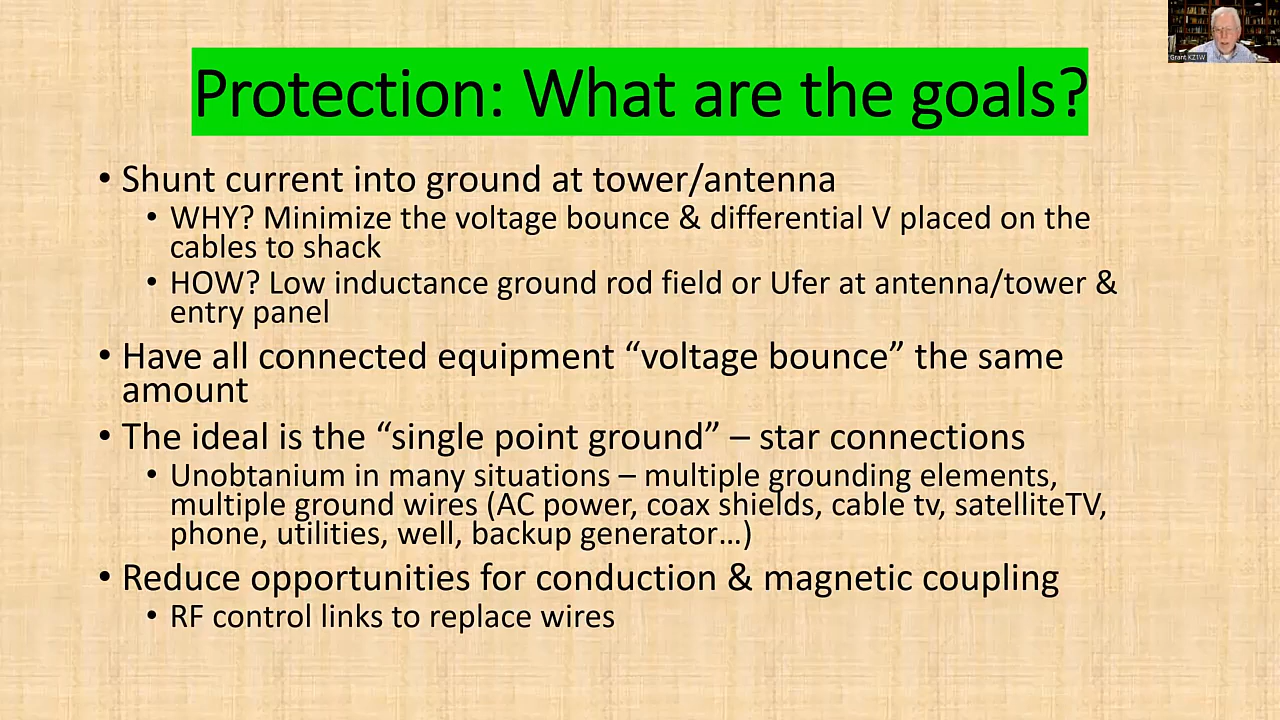 Protection: What are the goals?
• Shunt current into ground at tower/antenna
• WHY? Minimize the voltage bounce & differential V placed on the
cables to shack
• HOW? Low inductance ground rod field or Ufer at antenna/tower &
entry panel
• Have all connected equipment “voltage bounce” the same
amount
• The ideal is the “single point ground” – star connections
• Unobtanium in many situations – multiple grounding elements,
multiple ground wires (AC power, coax shields, cable tv, satelliteTV,
phone, utilities, well, backup generator…)
• Reduce opportunities for conduction & magnetic coupling
• RF control links to replace wires
Grant KZ1W